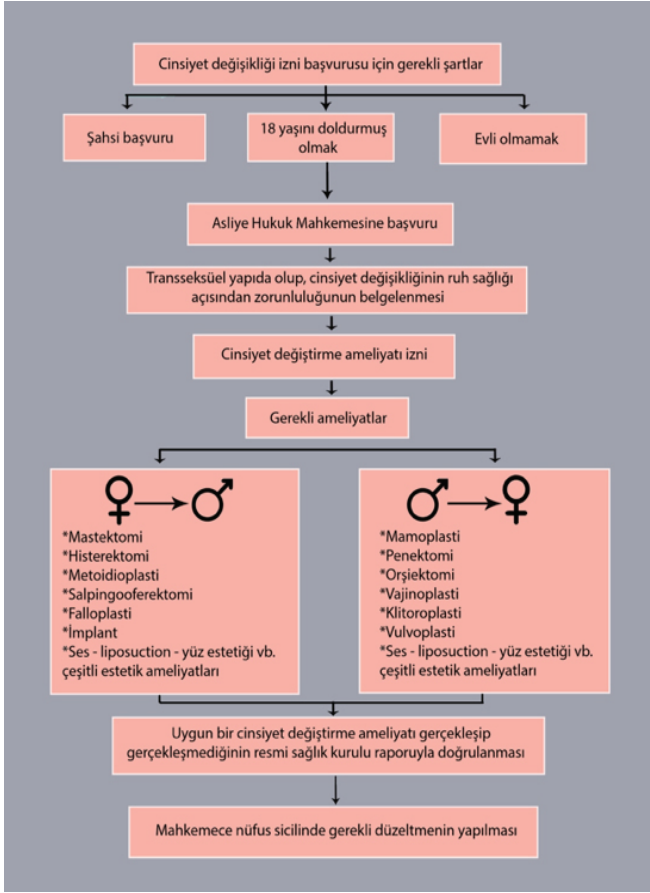 Cinsiyet değişikliği izni başvurusu için gerekli şartlar
Şahsi başvuru
18 yaşını doldurmuş
olmak
Evli olmamak
Asliye Hukuk Mahkemesine başvuru
Transseksüel yapıda olup, cinsiyet değişikliğinin ruh sağlığı
açısından zorunluluğunun belgelenmesi
Cinsiyet değiştirme ameliyatı izni
Gerekli ameliyatlar
*Mastektomi
*Histerektomi
*Metoidioplasti
*Salpingooferektomi
*Falloplasti
*İmplant
*Ses - liposuction - yüz estetiği vb.
çeşitli estetik ameliyatları
*Mamoplasti
*Penektomi
*Orşiektomi
*Vajinoplasti
*Klitoroplasti
*Vulvoplasti
*Ses - liposuction - yüz estetiği vb.
çeşitli estetik ameliyatları
Uygun bir cinsiyet değiştirme ameliyatı gerçekleşip
gerçekleşmediğinin resmi sağlık kurulu raporuyla doğrulanması
Mahkemece nüfus sicilinde gerekli düzeltmenin yapılması